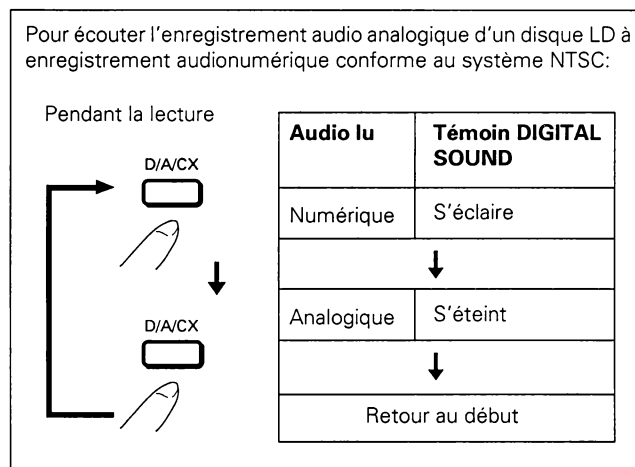 Pour écouter l'enregistrement audio analogique d'un disque LD à
enregistrement audionumérique conforme au système NTSC:
Pendant la lecture
D/A/CX
D/A/CX
Audio lu
Témoin DIGITAL
SOUND
Numérique
S'éclaire
Analogique
S'éteint
Retour au début